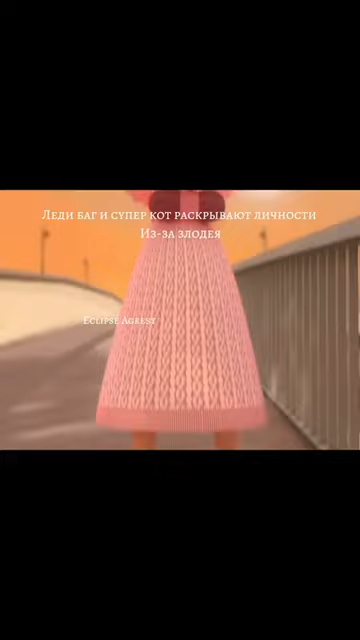 Леди баг и супер кот раскрывают личности
Из-за злодея
Eclipse Agrest